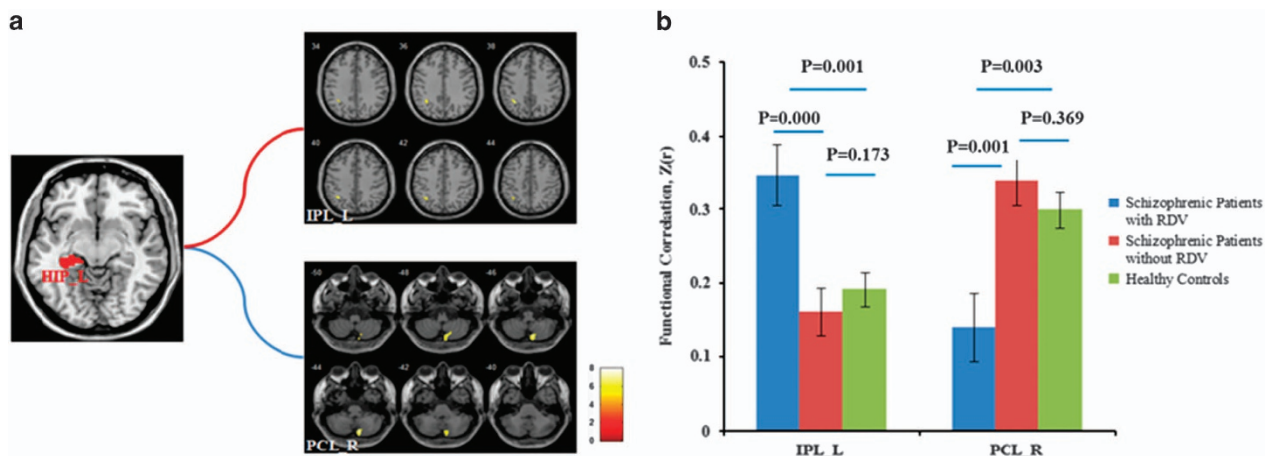 a
34 36 38
40 42 44
IPL_L
HIP_L
-50 -48 -46
-44 -42 -40
PCL_R
8
6
4
2
0
b
Functional Correlation, Z(r)
0.5
0.4
0.3
0.2
0.1
0
P=0.001
P=0.000
P=0.173
P=0.003
P=0.369
P=0.001
IPL_L
PCL_R
Schizophrenic Patients
with RDV
Schizophrenic Patients
without RDV
Healthy Controls